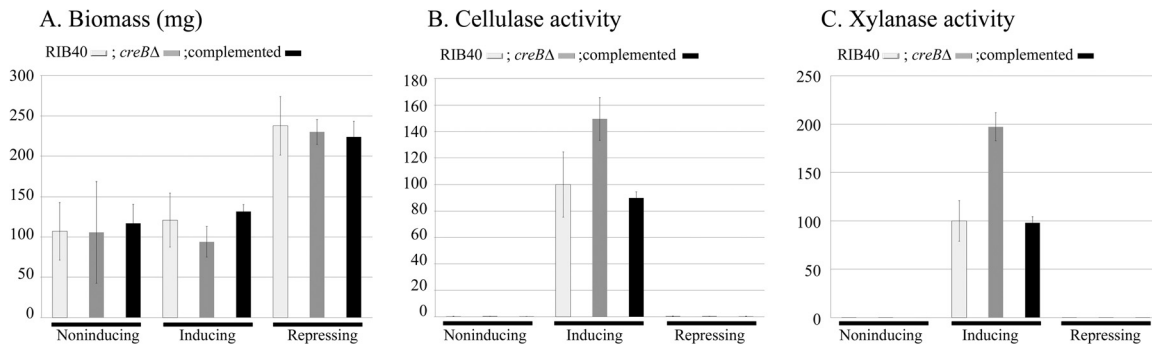 A. Biomass (mg)
RIB40 ; creBΔ ;complemented
300
250
200
150
100
50
0
Noninducing Inducing Repressing
B. Cellulase activity
RIB40 ; creBΔ ;complemented
180
160
140
120
100
80
60
40
20
0
Noninducing Inducing Repressing
C. Xylanase activity
RIB40 ; creBΔ ;complemented
250
200
150
100
50
0
Noninducing Inducing Repressing